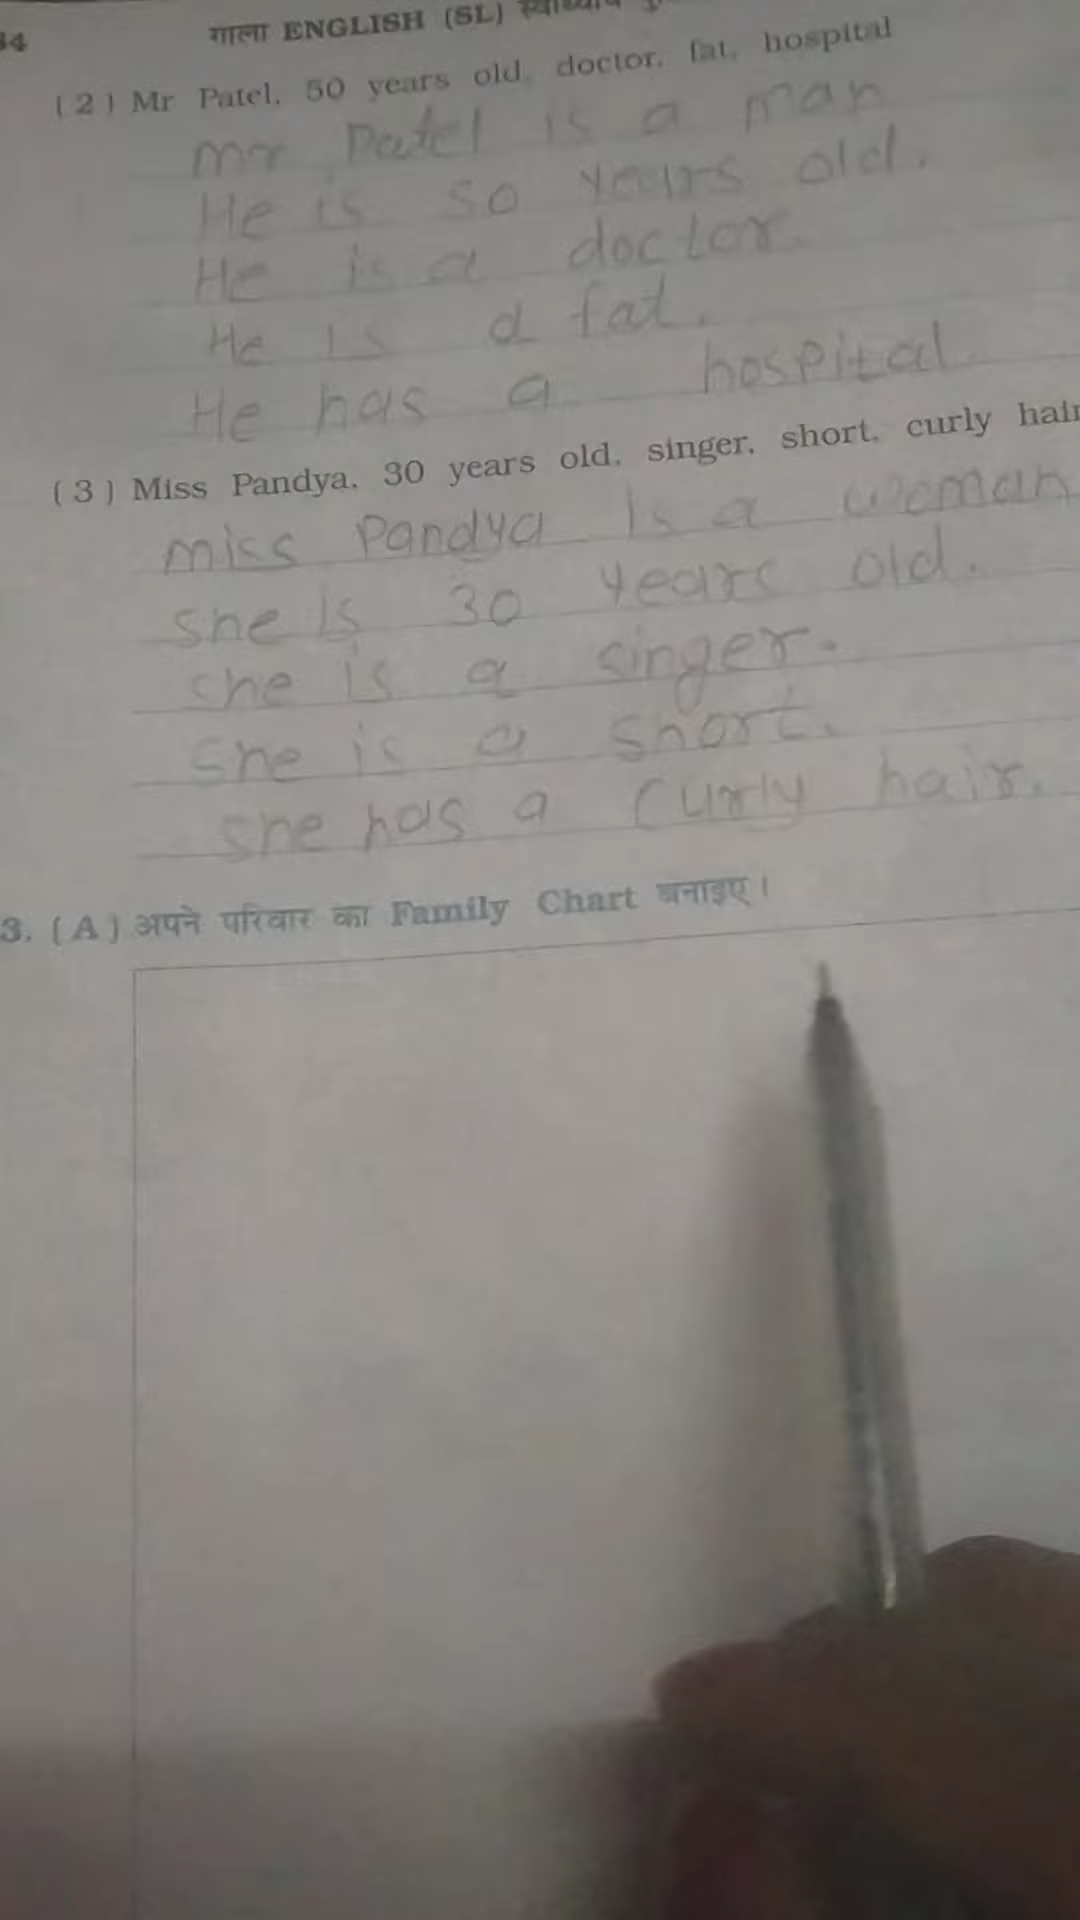 34 गाला ENGLISH (SL)
(2) Mr Patel, 50 years old, doctor, fat, hospital
mr Patel is a man
He is 50 years old.
He is a doctor.
He is a fat.
He has a hospital.
(3) Miss Pandya, 30 years old, singer, short, curly hair
miss Pandya is a woman
she is 30 years old.
she is a singer.
she is a short.
she has a curly hair.
3. (A) अपने परिवार का Family Chart बनाइए।